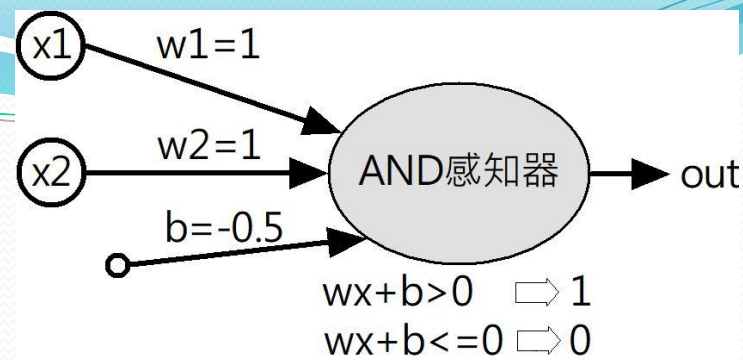 x1
w1=1
w2=1
x2
AND感知器
out
b=-0.5
wx+b>0 ⇨ 1
wx+b<=0 ⇨ 0